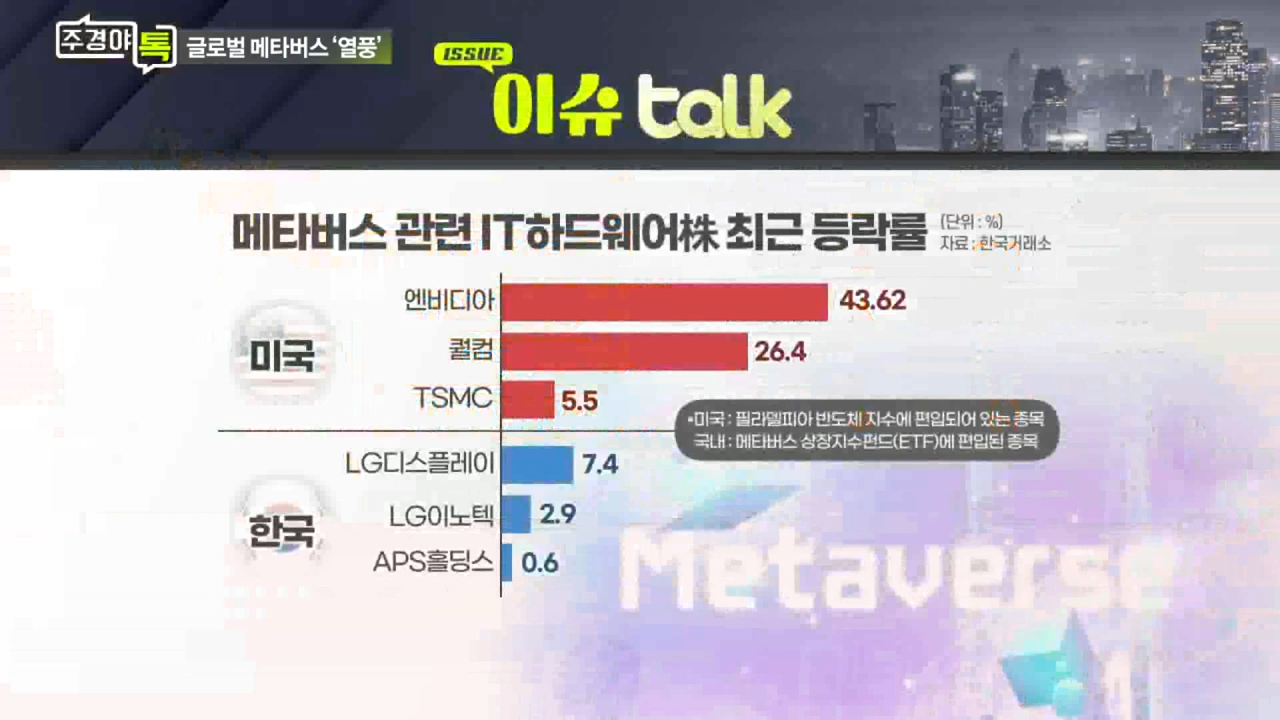 주경야톡 글로벌 메타버스 ‘열풍’
ISSUE
이슈 talk
메타버스 관련 IT하드웨어株 최근 등락률
(단위 : %)
자료 : 한국거래소
미국
엔비디아 43.62
퀄컴 26.4
TSMC 5.5
•미국 : 필라델피아 반도체 지수에 편입되어 있는 종목
국내 : 메타버스 상장지수펀드(ETF)에 편입된 종목
한국
LG디스플레이 7.4
LG이노텍 2.9
APS홀딩스 0.6
Metaverse